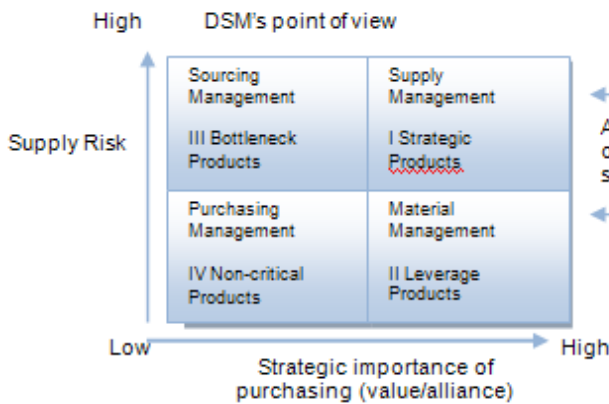 High DSM's point of view
Sourcing
Management
III Bottleneck
Products
Supply
Management
I Strategic
Products
Supply Risk
Purchasing
Management
IV Non-critical
Products
Material
Management
II Leverage
Products
Low
High
Strategic importance of
purchasing (value/alliance)